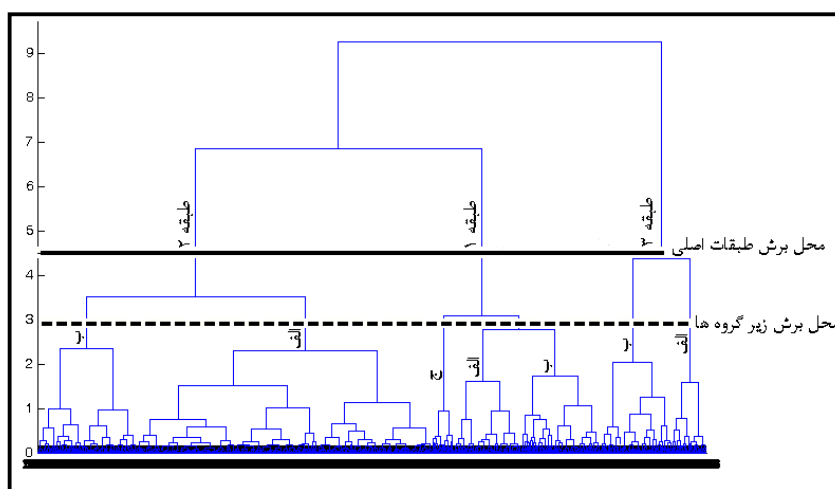 9
8
7
6
5
4
3
2
1
0
طبقه ۲
طبقه ۱
طبقه ۳
محل برش طبقات اصلی
محل برش زیر گروه ها
ب
الف
ج
الف
ب
ب
الف